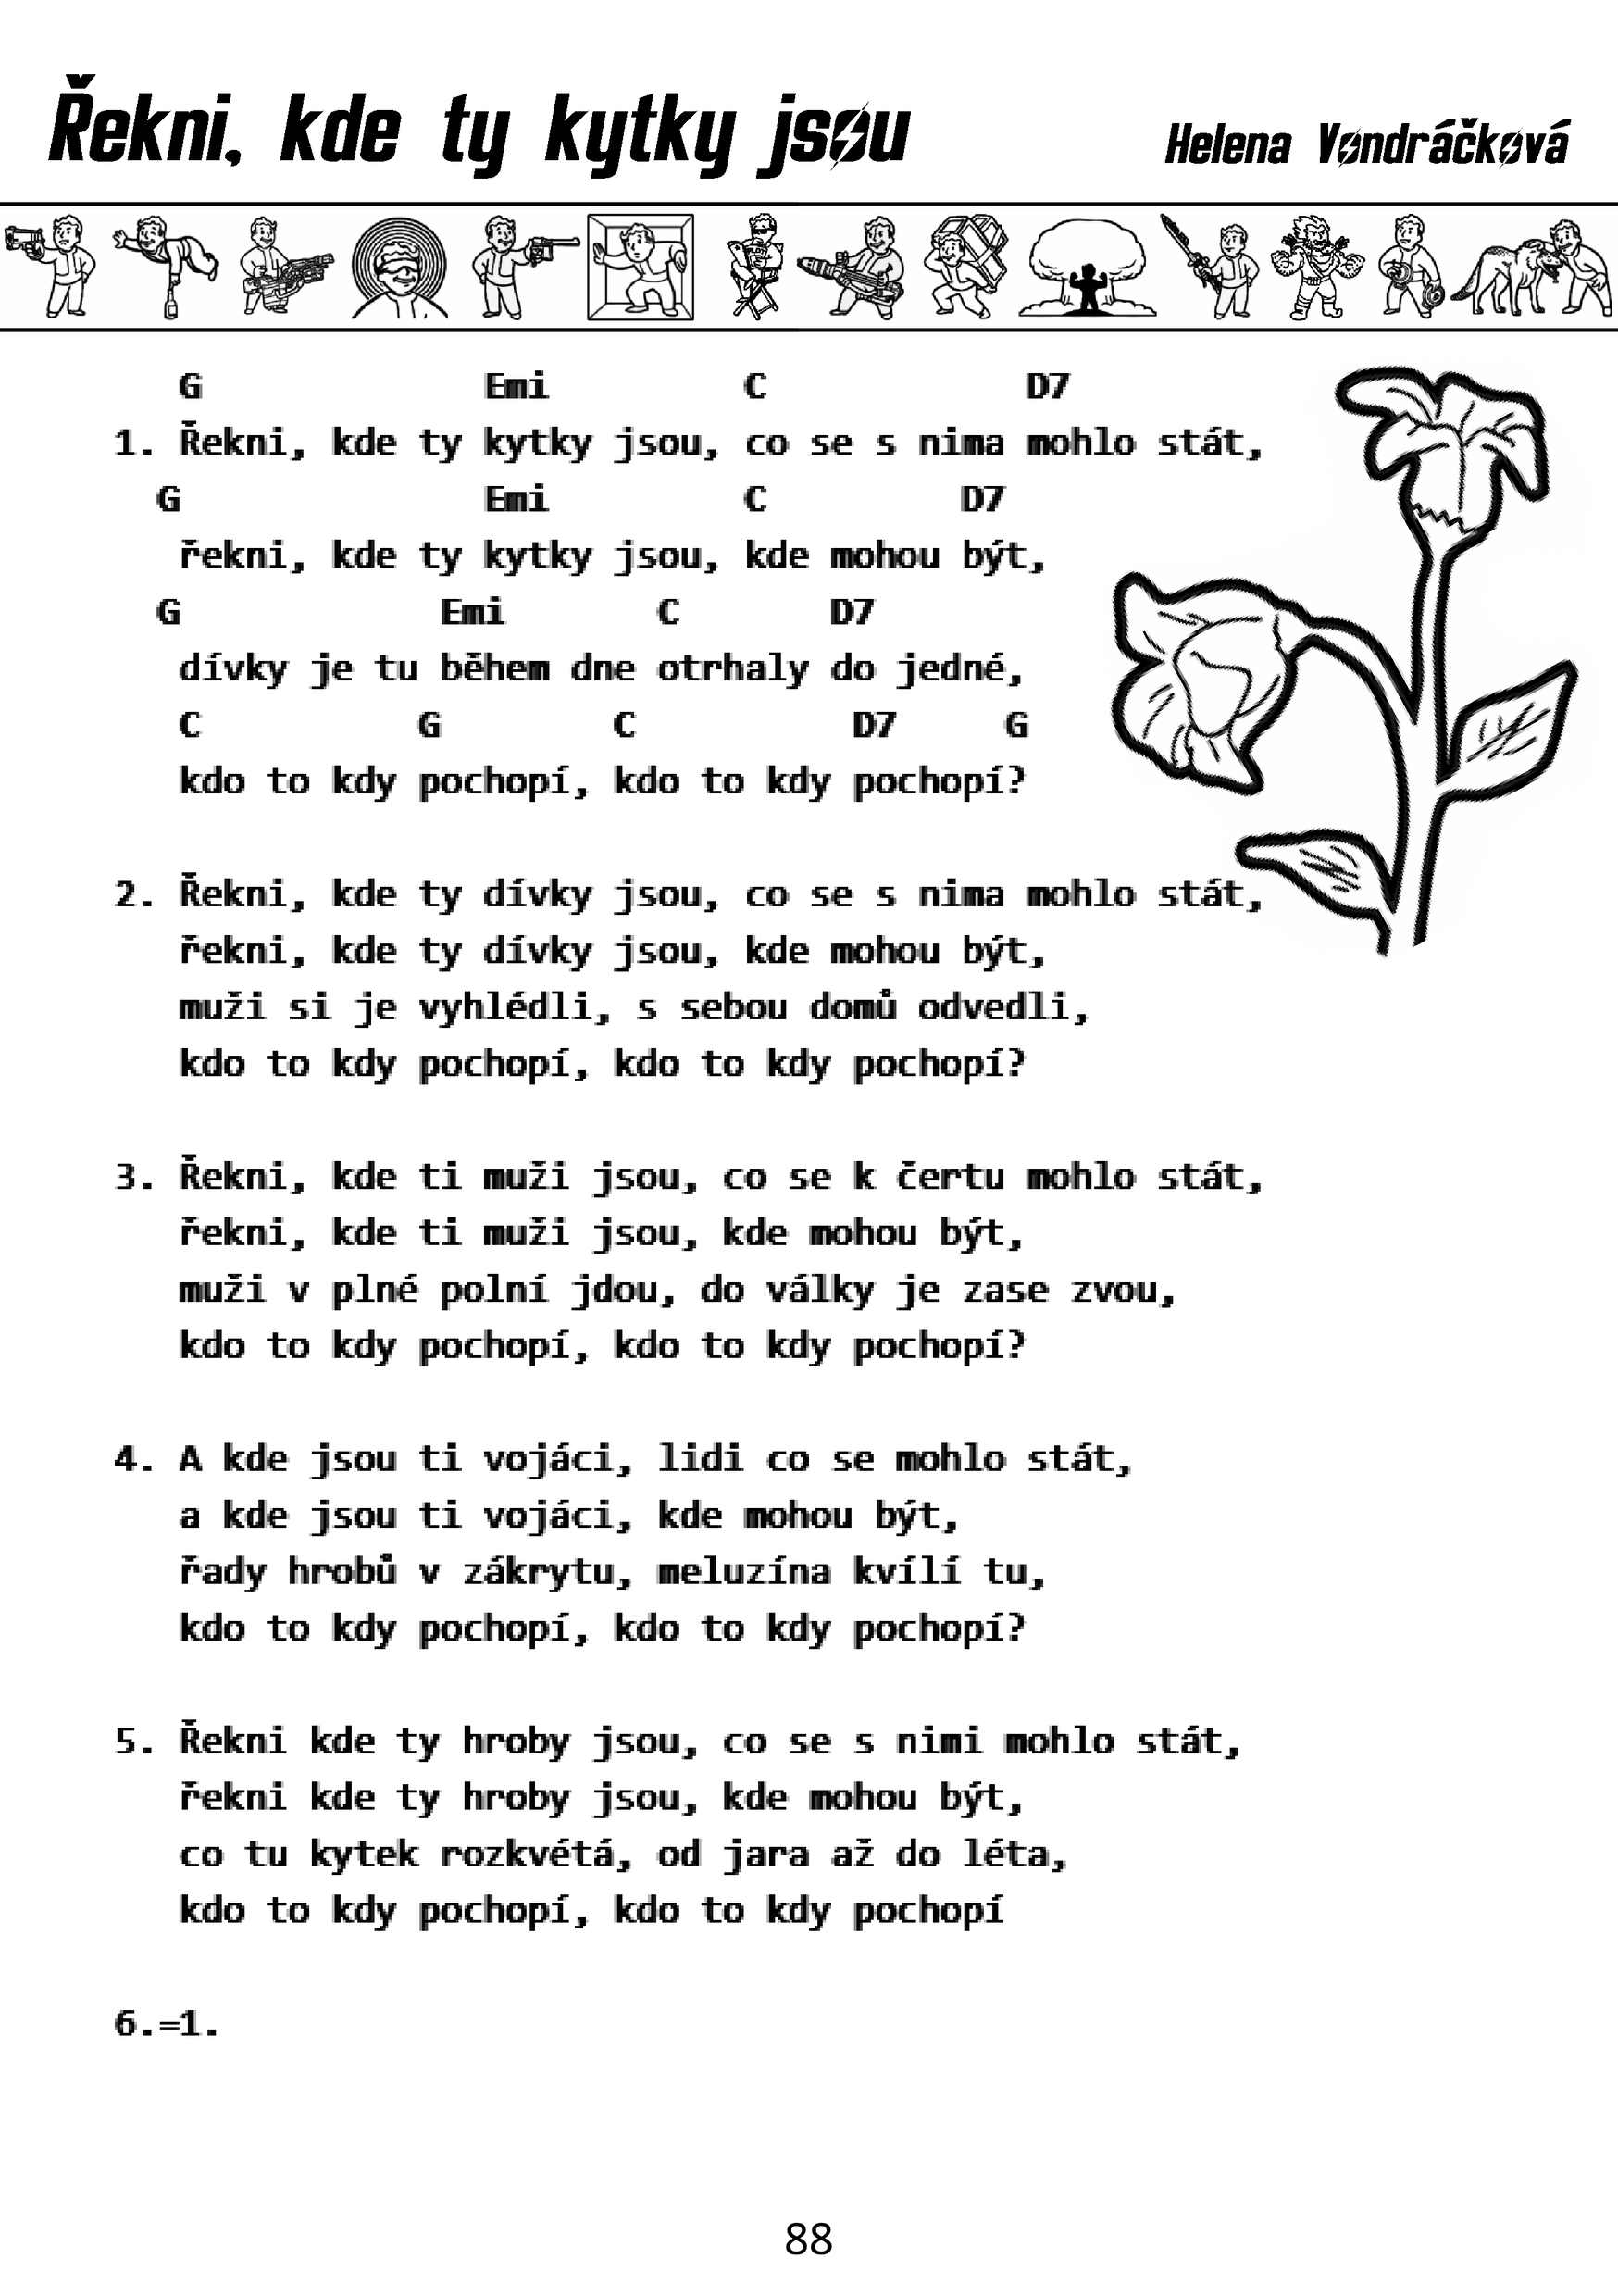 Řekni, kde ty kytky jsou
Helena Vondráčková
G Emi C D7
1. Řekni, kde ty kytky jsou, co se s nima mohlo stát,
G Emi C D7
řekni, kde ty kytky jsou, kde mohou být,
G Emi C D7
dívky je tu během dne otrhaly do jedné,
C G C D7 G
kdo to kdy pochopí, kdo to kdy pochopí?
2. Řekni, kde ty dívky jsou, co se s nima mohlo stát,
řekni, kde ty dívky jsou, kde mohou být,
muži si je vyhlédli, s sebou domů odvedli,
kdo to kdy pochopí, kdo to kdy pochopí?
3. Řekni, kde ti muži jsou, co se k čertu mohlo stát,
řekni, kde ti muži jsou, kde mohou být,
muži v plné polní jdou, do války je zase zvou,
kdo to kdy pochopí, kdo to kdy pochopí?
4. A kde jsou ti vojáci, lidi co se mohlo stát,
a kde jsou ti vojáci, kde mohou být,
řady hrobů v zákrytu, meluzína kvílí tu,
kdo to kdy pochopí, kdo to kdy pochopí?
5. Řekni kde ty hroby jsou, co se s nimi mohlo stát,
řekni kde ty hroby jsou, kde mohou být,
co tu kytek rozkvétá, od jara až do léta,
kdo to kdy pochopí, kdo to kdy pochopí
6.=1.
88